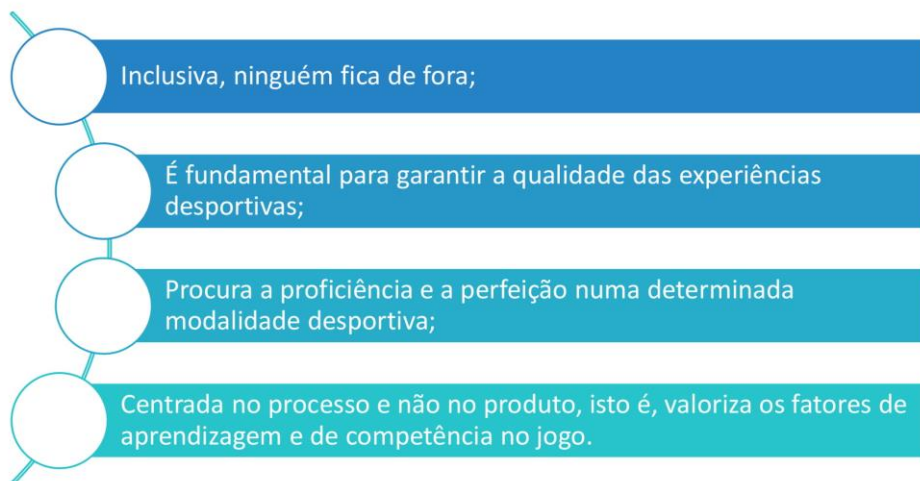 Inclusiva, ninguém fica de fora;
É fundamental para garantir a qualidade das experiências
desportivas;
Procura a proficiência e a perfeição numa determinada
modalidade desportiva;
Centrada no processo e não no produto, isto é, valoriza os fatores de
aprendizagem e de competência no jogo.